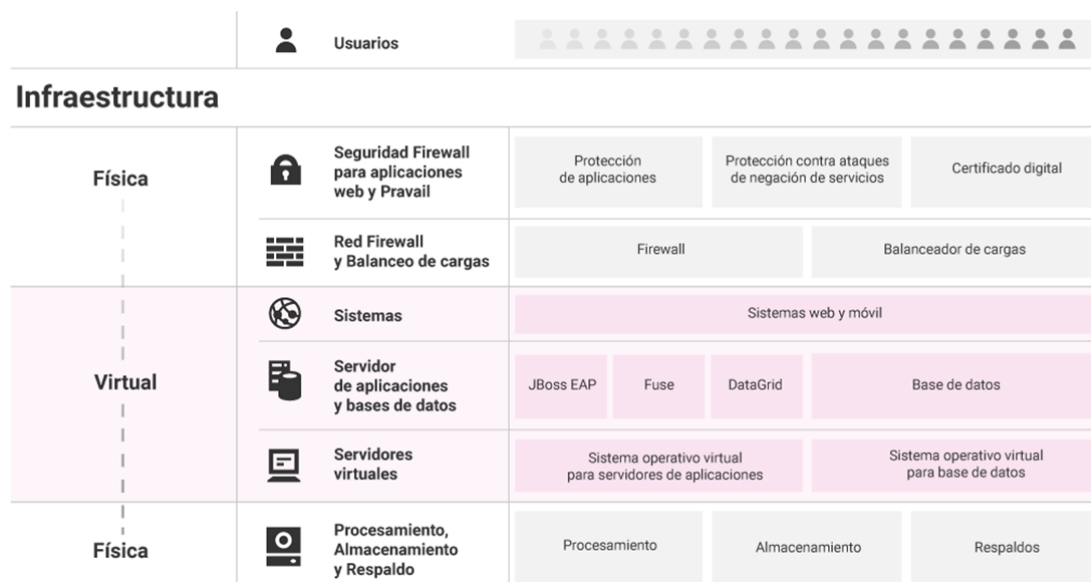 Usuarios
Infraestructura
Física
Seguridad Firewall
para aplicaciones
web y Pravail
Protección
de aplicaciones
Protección contra ataques
de negación de servicios
Certificado digital
Red Firewall
y Balanceo de cargas
Firewall
Balanceador de cargas
Virtual
Sistemas
Sistemas web y móvil
Servidor
de aplicaciones
y bases de datos
JBoss EAP
Fuse
DataGrid
Base de datos
Servidores
virtuales
Sistema operativo virtual
para servidores de aplicaciones
Sistema operativo virtual
para base de datos
Física
Procesamiento,
Almacenamiento
y Respaldo
Procesamiento
Almacenamiento
Respaldos